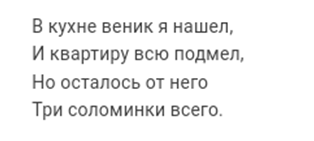 В кухне веник я нашел,
И квартиру всю подмел,
Но осталось от него
Три соломинки всего.